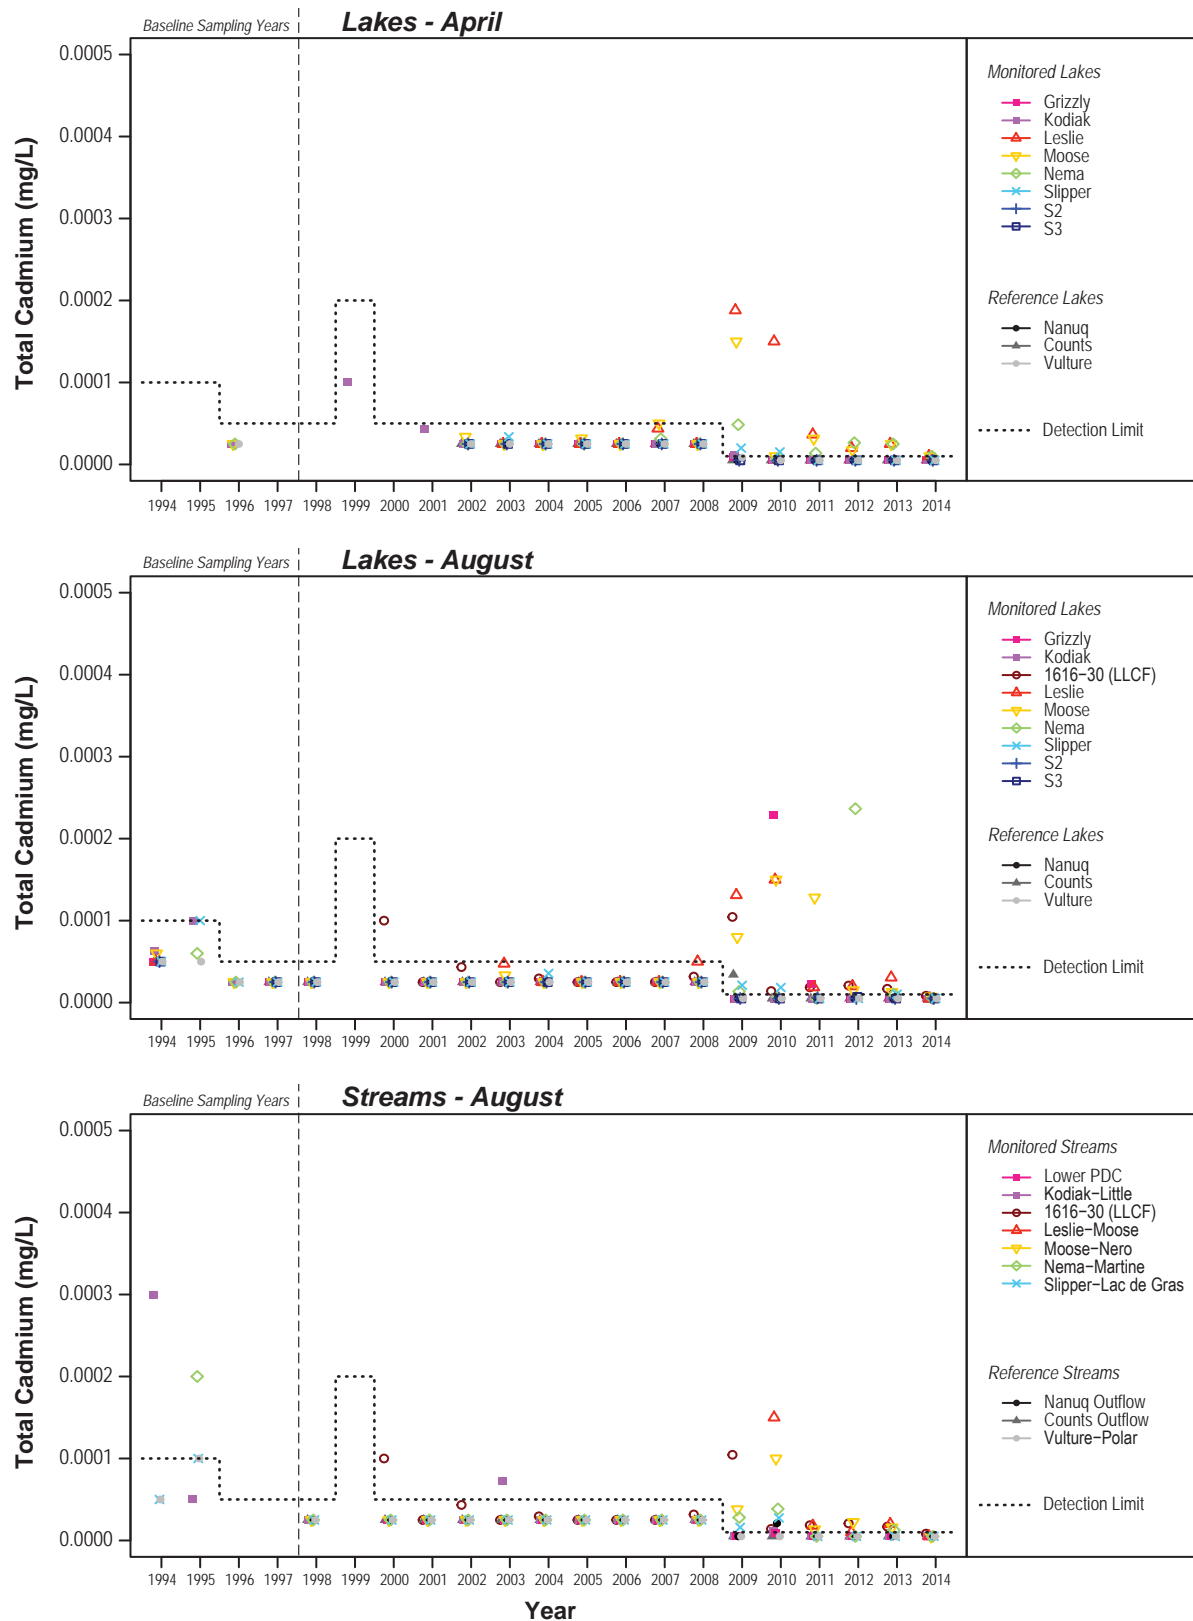 Baseline Sampling Years
Lakes - April
Total Cadmium (mg/L)
0.0005
0.0004
0.0003
0.0002
0.0001
0.0000
1994 1995 1996 1997 1998 1999 2000 2001 2002 2003 2004 2005 2006 2007 2008 2009 2010 2011 2012 2013 2014
Monitored Lakes
Grizzly
Kodiak
Leslie
Moose
Nema
Slipper
S2
S3
Reference Lakes
Nanuq
Counts
Vulture
Detection Limit
Baseline Sampling Years
Lakes - August
Total Cadmium (mg/L)
0.0005
0.0004
0.0003
0.0002
0.0001
0.0000
1994 1995 1996 1997 1998 1999 2000 2001 2002 2003 2004 2005 2006 2007 2008 2009 2010 2011 2012 2013 2014
Monitored Lakes
Grizzly
Kodiak
1616−30 (LLCF)
Leslie
Moose
Nema
Slipper
S2
S3
Reference Lakes
Nanuq
Counts
Vulture
Detection Limit
Baseline Sampling Years
Streams - August
Total Cadmium (mg/L)
0.0005
0.0004
0.0003
0.0002
0.0001
0.0000
1994 1995 1996 1997 1998 1999 2000 2001 2002 2003 2004 2005 2006 2007 2008 2009 2010 2011 2012 2013 2014
Year
Monitored Streams
Lower PDC
Kodiak−Little
1616−30 (LLCF)
Leslie−Moose
Moose−Nero
Nema−Martine
Slipper−Lac de Gras
Reference Streams
Nanuq Outflow
Counts Outflow
Vulture−Polar
Detection Limit